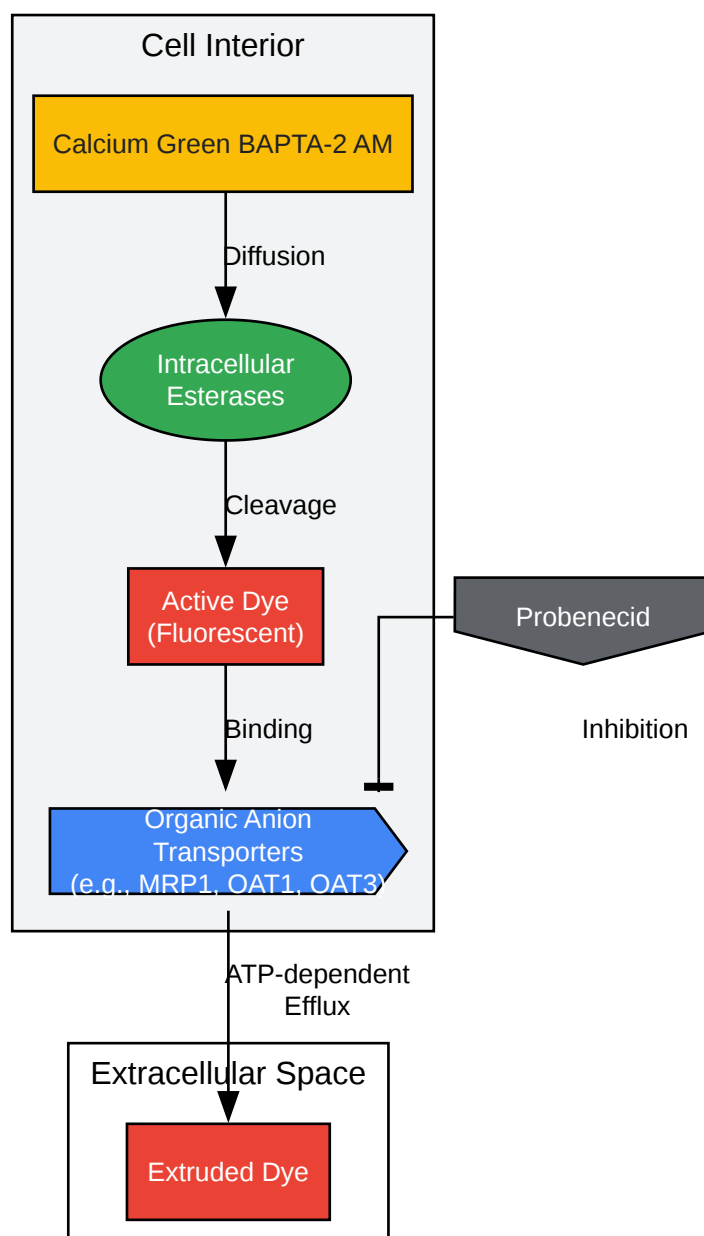 Cell Interior
Calcium Green BAPTA-2 AM
Diffusion
Intracellular
Esterases
Cleavage
Active Dye
(Fluorescent)
Probenecid
Binding
Inhibition
Organic Anion
Transporters
(e.g., MRP1, OAT1, OAT3)
ATP-dependent
Efflux
Extracellular Space
Extruded Dye